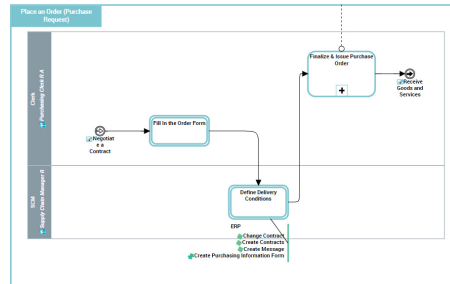 Place an Order (Purchase
Request)
Finalize & Issue Purchase
Order
Receive
Goods and
Services
Clerk
Purchasing Clerk R A
Fill In the Order Form
Negotiat
e a
Contract
SCM
Supply Chain Manager R
Define Delivery
Conditions
ERP
Change Contract
Create Contracts
Create Message
Create Purchasing Information Form